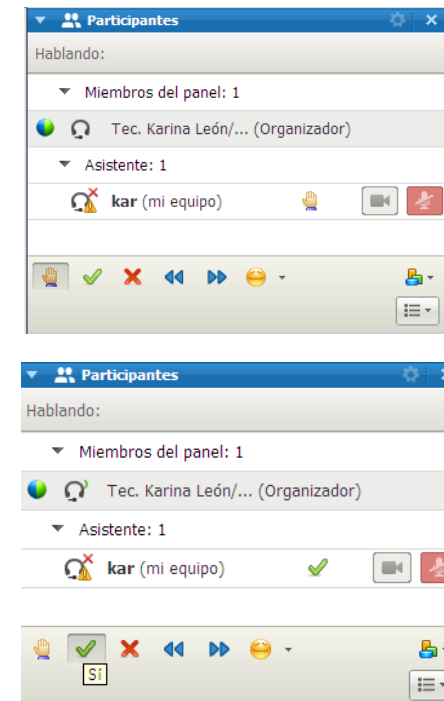 Participantes
Hablando:
Miembros del panel: 1
Tec. Karina León/... (Organizador)
Asistente: 1
kar (mi equipo)
Participantes
Hablando:
Miembros del panel: 1
Tec. Karina León/... (Organizador)
Asistente: 1
kar (mi equipo)
Sí